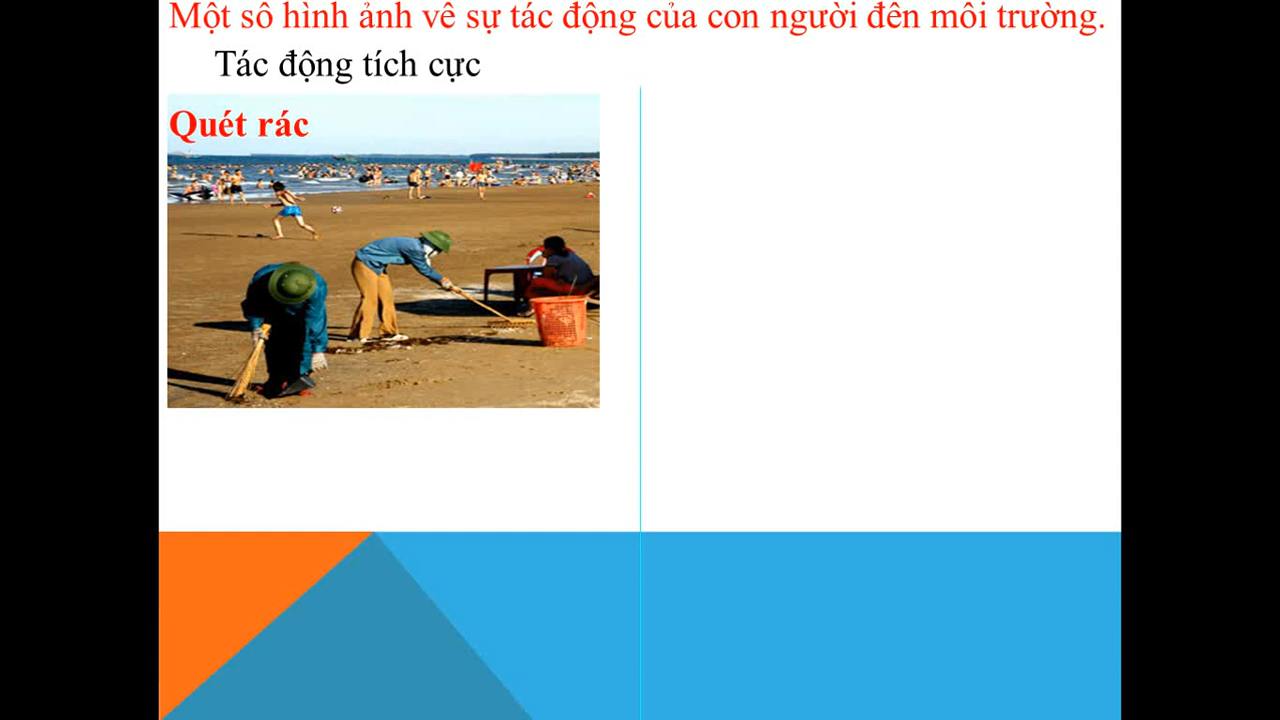 Một số hình ảnh về sự tác động của con người đến môi trường.
Tác động tích cực
Quét rác